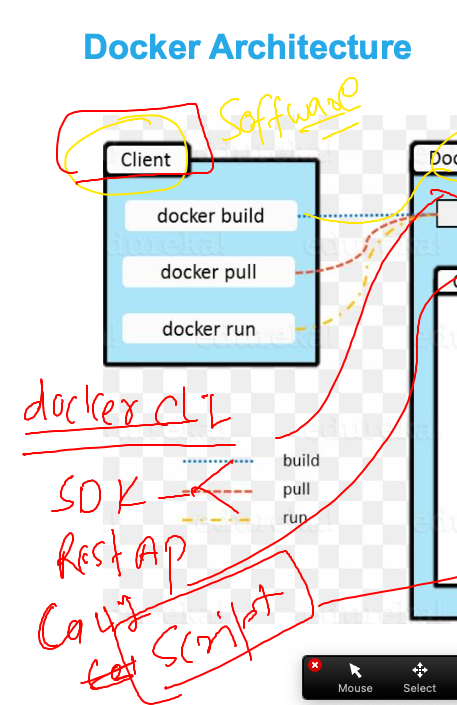 Docker Architecture
Software
Client
Doc
docker build
docker pull
docker run
docker CLI
build
SDK
pull
run
Rest AP
Script
Mouse
Select
edureka!